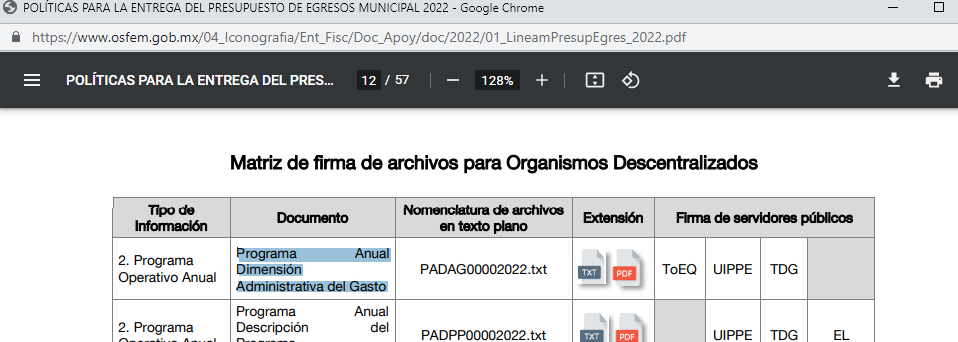 POLÍTICAS PARA LA ENTREGA DEL PRESUPUESTO DE EGRESOS MUNICIPAL 2022 - Google Chrome
https://www.osfem.gob.mx/04_Iconografia/Ent_Fisc/Doc_Apoy/doc/2022/01_LineamPresupEgres_2022.pdf
POLÍTICAS PARA LA ENTREGA DEL PRES... 12 / 57 128%
Matriz de firma de archivos para Organismos Descentralizados
Tipo de
Información
Documento
Nomenclatura de archivos
en texto plano
Extensión
Firma de servidores públicos
2. Programa
Operativo Anual
Programa Anual
Dimensión
Administrativa del Gasto
PADAG00002022.txt
TXT PDF
ToEQ UIPPE TDG
2. Programa
Operativo Anual
Programa Anual
Descripción del
Programa
PADPP00002022.txt
TXT PDF
UIPPE TDG EL